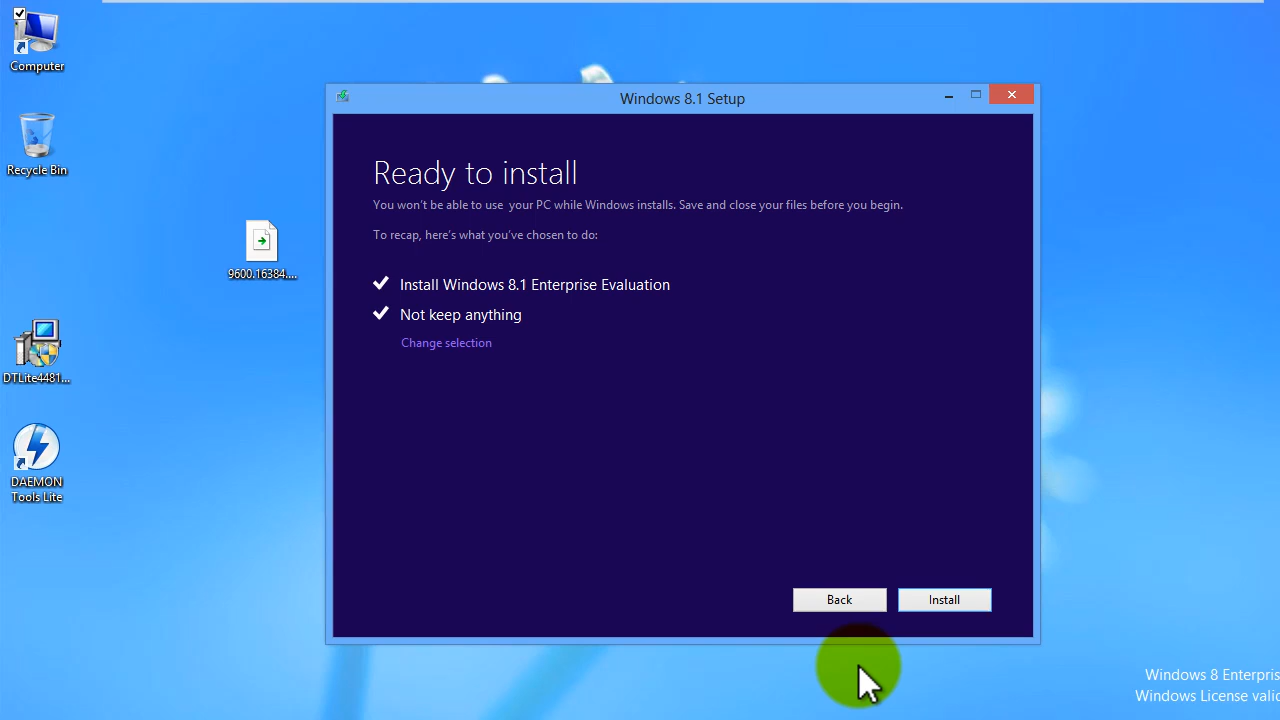 Computer
Recycle Bin
9600.16384....
DTLite4481...
DAEMON
Tools Lite
Windows 8.1 Setup
Ready to install
You won't be able to use  your PC while Windows installs. Save and close your files before you begin.
To recap, here's what you've chosen to do:
Install Windows 8.1 Enterprise Evaluation
Not keep anything
Change selection
Back
Install
Windows 8 Enterpris
Windows License valid